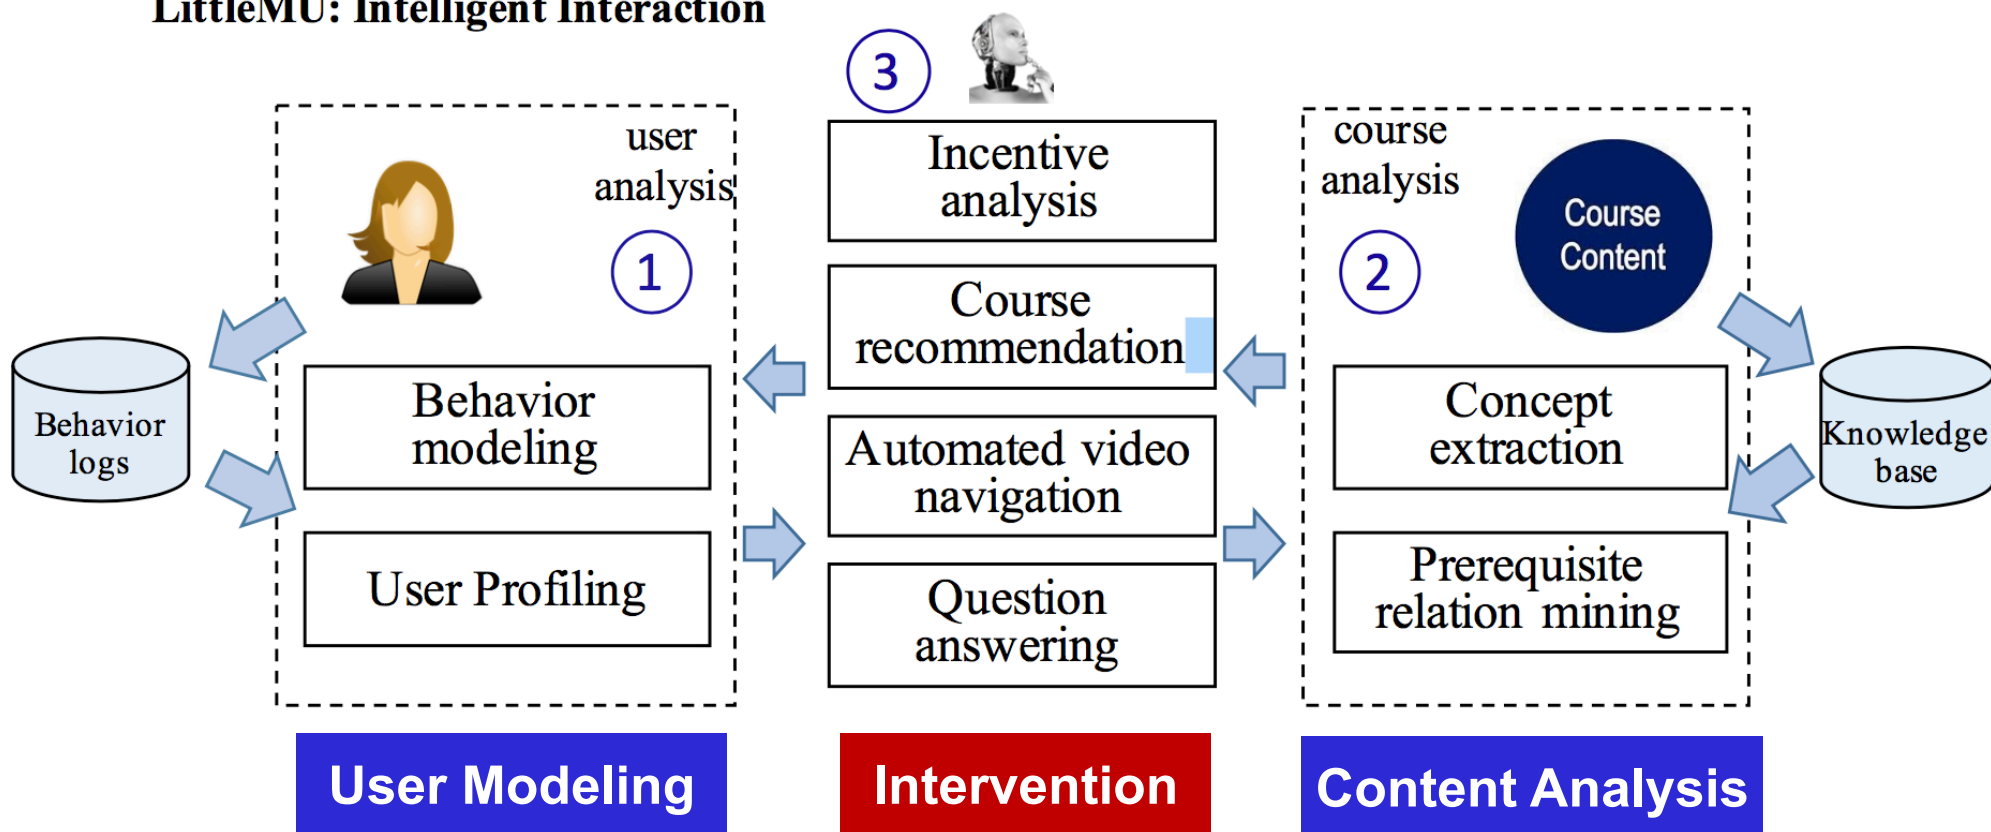 LittleMU: Intelligent Interaction
user
analysis
1
Behavior
logs
Behavior
modeling
User Profiling
User Modeling
3
Incentive
analysis
Course
recommendation
Automated video
navigation
Question
answering
Intervention
course
analysis
2
Course
Content
Concept
extraction
Prerequisite
relation mining
Knowledge
base
Content Analysis